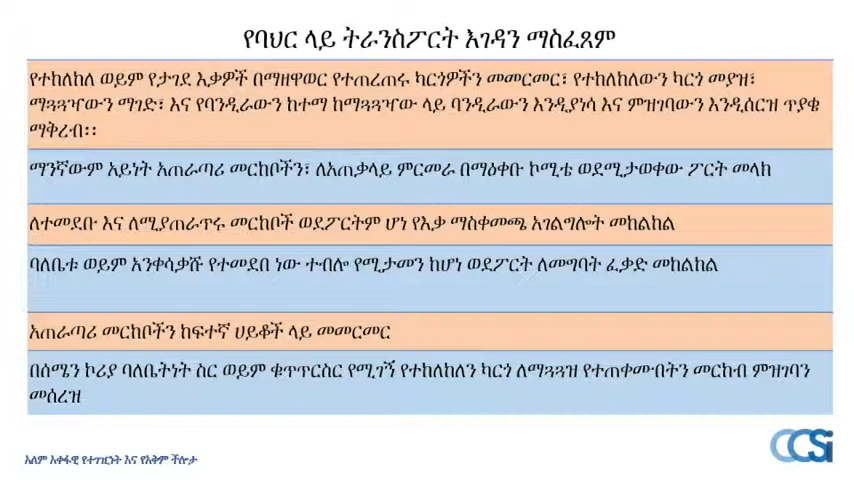 የባህር ላይ ትራንስፖርት እገዳን ማስፈጸም
የተከለከለ ወይም የታገደ እቃዎች በማዘዋወር የተጠረጠሩ ካርጎዎችን መመርመር፣ የተከለከለውን ካርጎ መያዝ፣
ማጓጓዣውን ማገድ፣ እና የባንዲራውን ከተማ ከማጓጓዣው ላይ ባንዲራውን እንዲያነሳ እና ምዝገባውን እንዲሰርዝ ጥያቄ
ማቅረብ፡፡
ማንኛውም አይነት አጠራጣሪ መርከቦችን፣ ለአጠቃላይ ምርመራ በማዕቀቡ ኮሚቴ ወደሚታወቀው ፖርት መላክ
ለተመደቡ እና ለሚያጠራጥሩ መርከቦች ወደፖርትም ሆነ የእቃ ማስቀመጫ አገልግሎት መከልከል
ባለቤቱ ወይም አንቀሳቃሹ የተመደበ ነው ተብሎ የሚታመን ከሆነ ወደፖርት ለመግባት ፈቃድ መከልከል
አጠራጣሪ መርከቦችን ከፍተኛ ሀይቆች ላይ መመርመር
በሰሜን ኮሪያ ባለቤትነት ስር ወይም ቁጥጥርስር የሚገኝ የተከለከለን ካርጎ ለማጓጓዝ የተጠቀሙበትን መርከብ ምዝገባን
መሰረዝ
አለም አቀፋዊ የተገዢነት እና የአቅም ችሎታ
CCSi